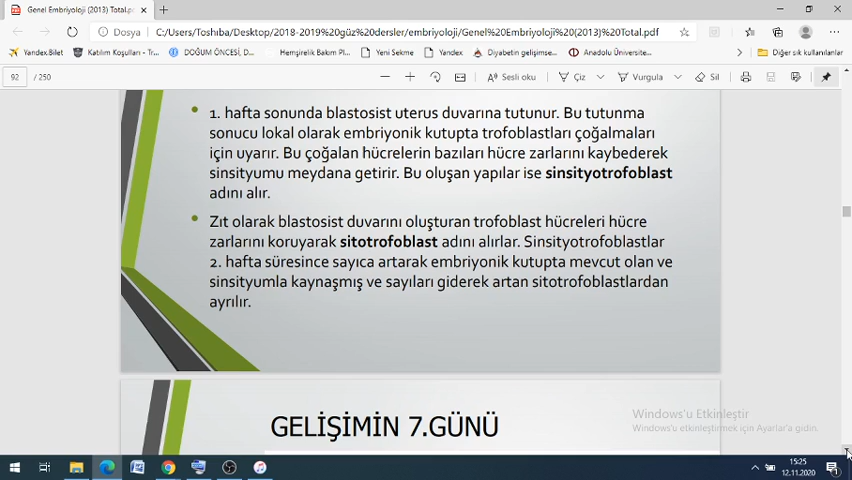 Genel Embriyoloji (2013) Total.pdf
Dosya
C:/Users/Toshıba/Desktop/2018-2019%20güz%20dersler/embriyoloji/Genel%20Embriyoloji%20(2013)%20Total.pdf
Yandex.Bilet
Katılım Koşulları - Tr...
DOĞUM ÖNCESİ, D...
Hemşirelik Bakım Pl...
Yeni Sekme
Yandex
Diyabetin gelişimse...
Anadolu Üniversite...
Diğer sık kullanılanlar
92 / 250
Sesli oku
Çiz
Vurgula
Sil
• 1. hafta sonunda blastosist uterus duvarına tutunur. Bu tutunma
sonucu lokal olarak embriyonik kutupta trofoblastları çoğalmaları
için uyarır. Bu çoğalan hücrelerin bazıları hücre zarlarını kaybederek
sinsityumu meydana getirir. Bu oluşan yapılar ise sinsityotrofoblast
adını alır.
• Zıt olarak blastosist duvarını oluşturan trofoblast hücreleri hücre
zarlarını koruyarak sitotrofoblast adını alırlar. Sinsityotrofoblastlar
2. hafta süresince sayıca artarak embriyonik kutupta mevcut olan ve
sinsityumla kaynaşmış ve sayıları giderek artan sitotrofoblastlardan
ayrılır.
GELİŞİMİN 7.GÜNÜ
Windows'u Etkinleştir
Windows'u etkinleştirmek için Ayarlar'a gidin.
15:25
12.11.2020